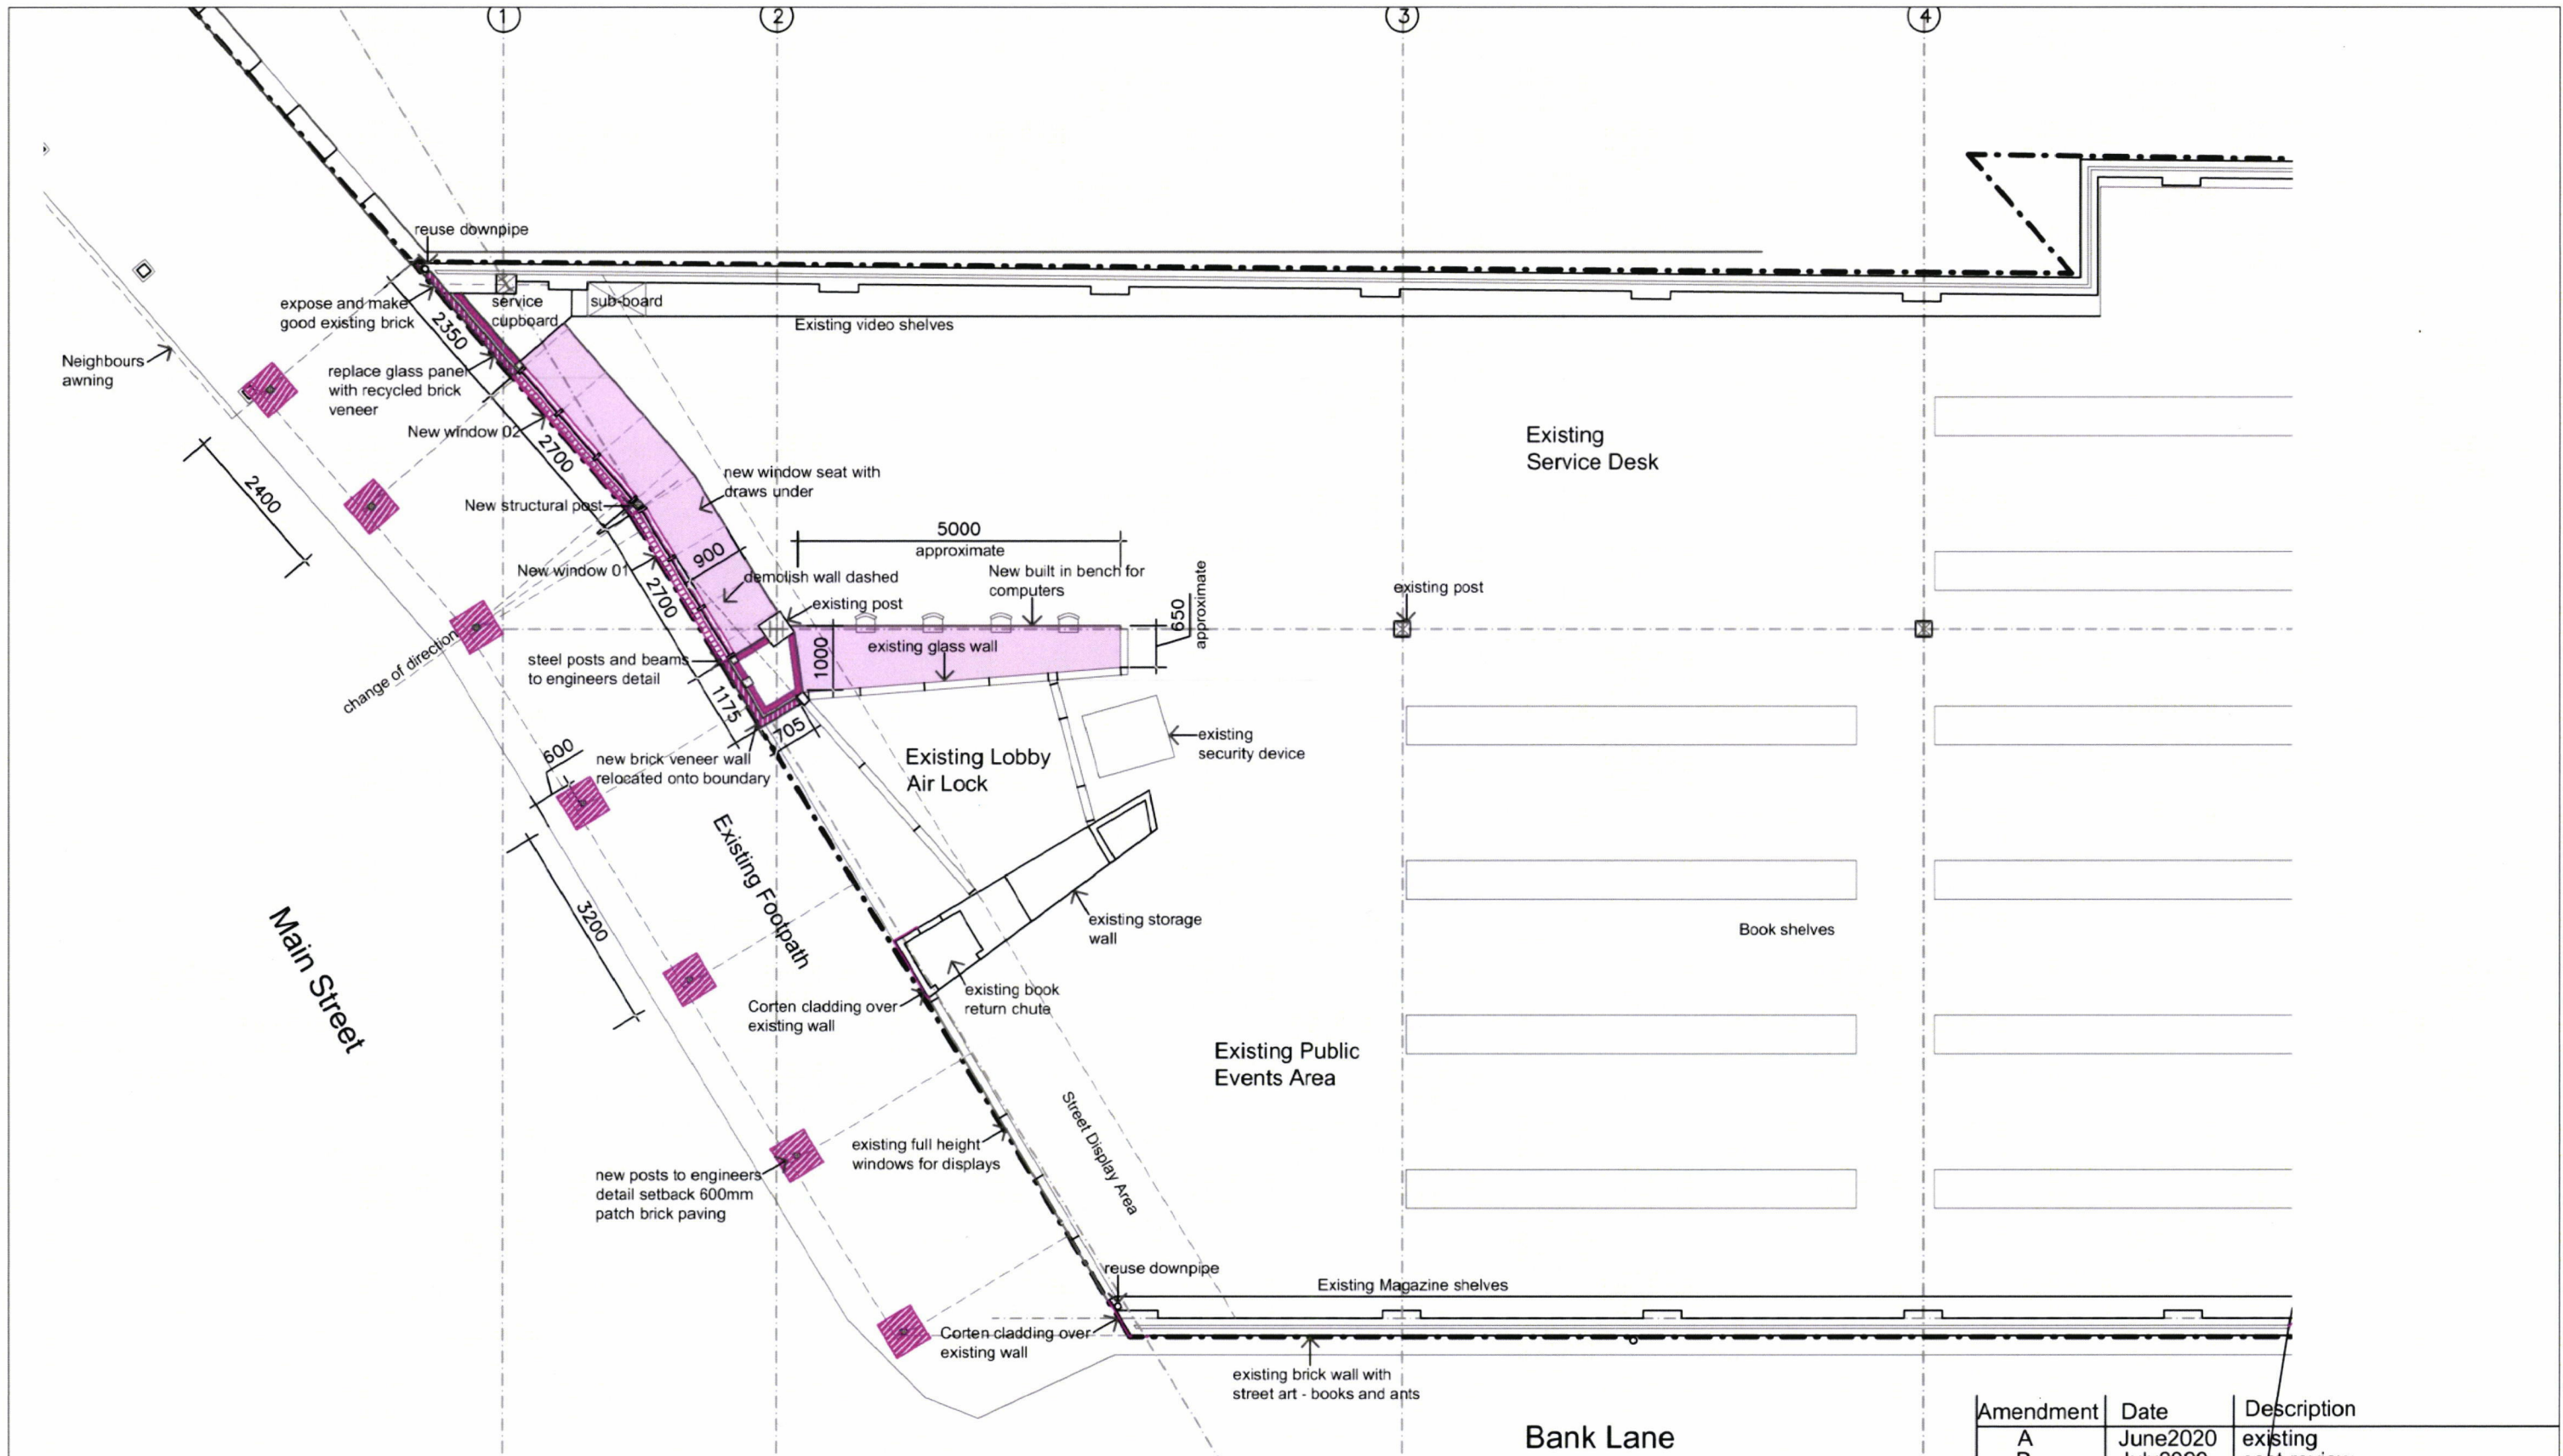 1
2
3
4
reuse downpipe
expose and make
good existing brick
service
cupboard
sub-board
Existing video shelves
2350
Neighbours
awning
replace glass panel
with recycled brick
veneer
New window 02
2700
Existing
Service Desk
new window seat with
draws under
2400
New structural post
5000
approximate
900
New window 01
demolish wall dashed
New built in bench for
computers
650
approximate
existing post
existing post
2700
1000
existing glass wall
change of direction
steel posts and beams
to engineers detail
1175
705
existing
security device
600
new brick veneer wall
relocated onto boundary
Existing Lobby
Air Lock
Existing Footpath
Main Street
3200
existing storage
wall
Book shelves
Corten cladding over
existing wall
existing book
return chute
Existing Public
Events Area
existing full height
windows for displays
Street Display Area
new posts to engineers
detail setback 600mm
patch brick paving
reuse downpipe
Existing Magazine shelves
Corten cladding over
existing wall
existing brick wall with
street art - books and ants
Bank Lane
Amendment Date Description
A June2020 existing